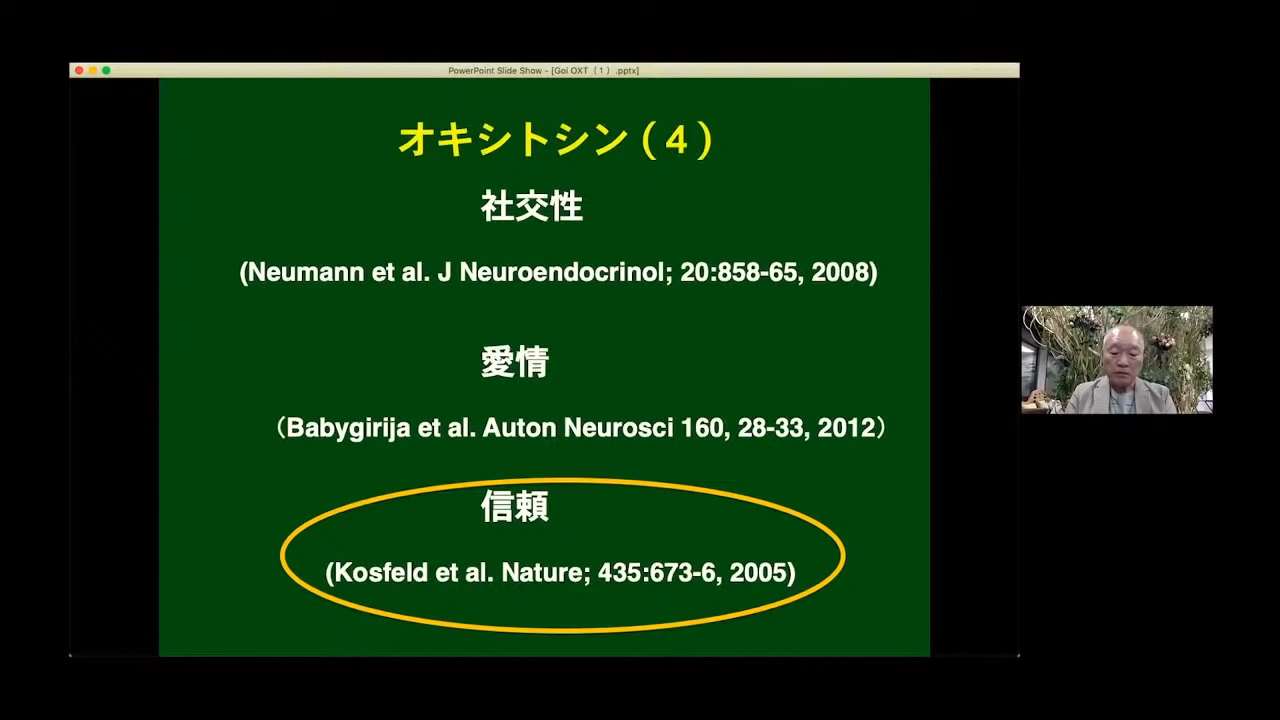 PowerPoint Slide Show - [Goi OXT（1）.pptx]
オキシトシン（４）
社交性
(Neumann et al. J Neuroendocrinol; 20:858-65, 2008)
愛情
（Babygirija et al. Auton Neurosci 160, 28-33, 2012）
信頼
(Kosfeld et al. Nature; 435:673-6, 2005)